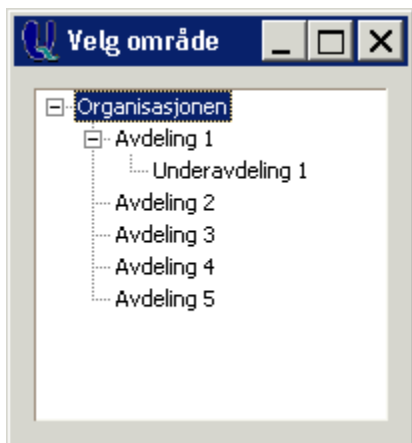 Velg område
Organisasjonen
Avdeling 1
Underavdeling 1
Avdeling 2
Avdeling 3
Avdeling 4
Avdeling 5